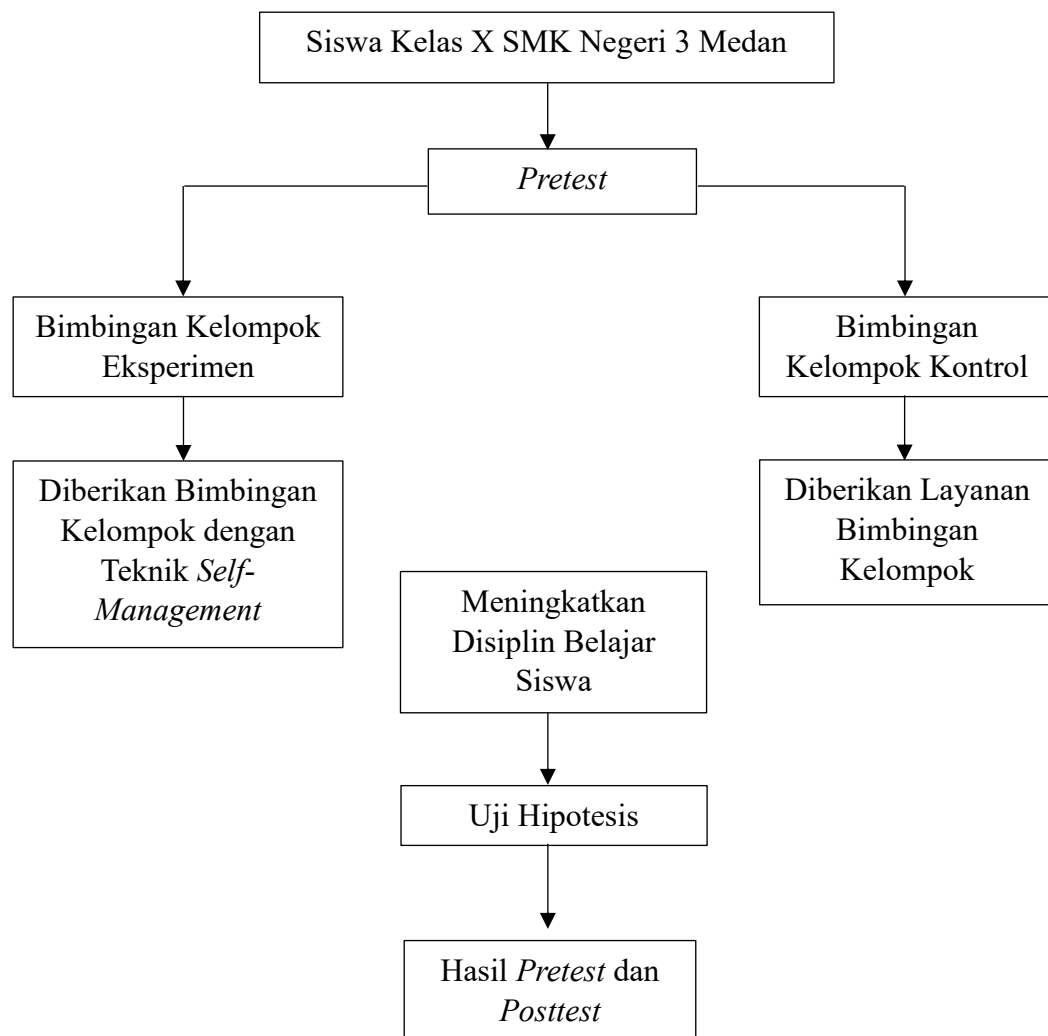 Siswa Kelas X SMK Negeri 3 Medan
Pretest
Bimbingan Kelompok
Eksperimen
Bimbingan
Kelompok Kontrol
Diberikan Bimbingan
Kelompok dengan
Teknik Self-
Management
Diberikan Layanan
Bimbingan
Kelompok
Meningkatkan
Disiplin Belajar
Siswa
Uji Hipotesis
Hasil Pretest dan
Posttest